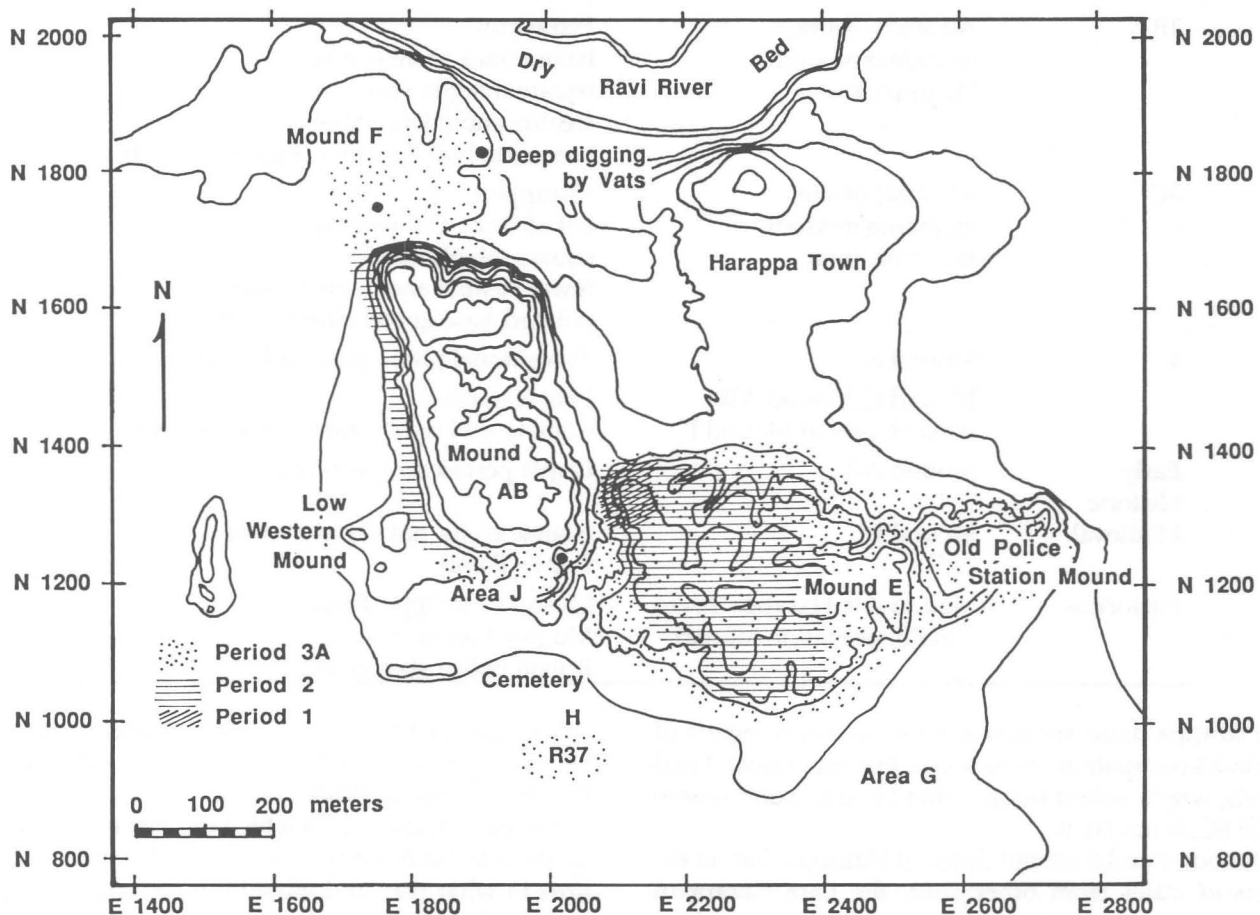 N 2000
N 1800
N 1600
N 1400
N 1200
N 1000
N 800
N 2000
N 1800
N 1600
N 1400
N 1200
N 1000
N 800
Dry
Bed
Ravi River
Mound F
Deep digging
by Vats
Harappa Town
N
Mound
AB
Low
Western
Mound
Area J
Mound E
Old Police
Station Mound
Period 3A
Period 2
Period 1
Cemetery
H
R37
Area G
0 100 200 meters
E 1400 E 1600 E 1800 E 2000 E 2200 E 2400 E 2600 E 2800